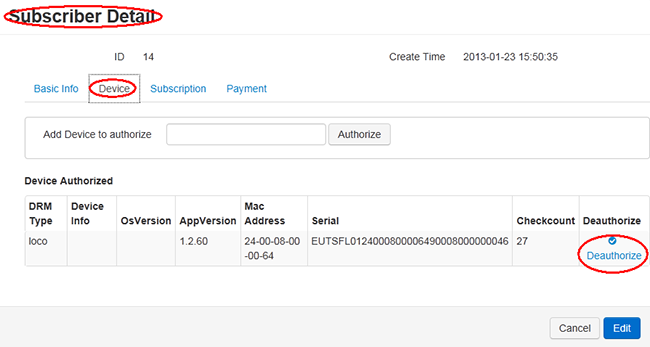 Subscriber Detail
ID 14 Create Time 2013-01-23 15:50:35
Basic Info Device Subscription Payment
Add Device to authorize Authorize
Device Authorized
DRM Type Device Info OsVersion AppVersion Mac Address Serial Checkcount Deauthorize
loco 1.2.60 24-00-08-00-00-64 EUTSFL0124000800006490008000000046 27 Deauthorize
Cancel Edit